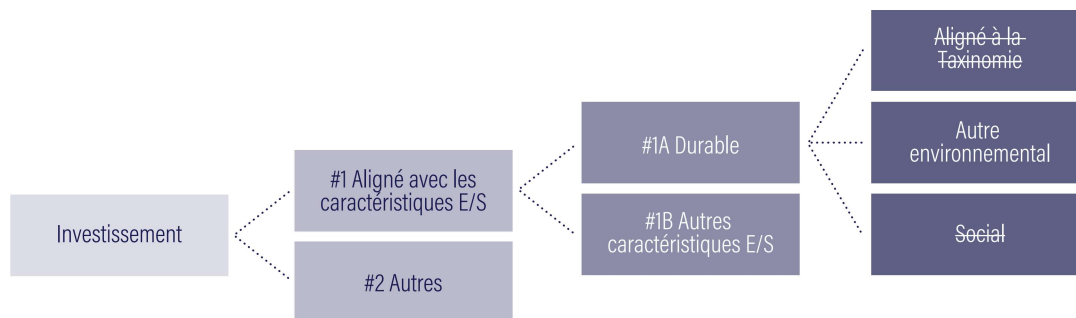 Investissement
#1 Aligné avec les
caractéristiques E/S
#2 Autres
#1A Durable
#1B Autres
caractéristiques E/S
Aligné à la
Taxinomie
Autre
environnemental
Social